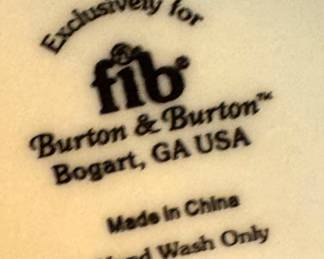 Exclusively for
fib®
Burton & Burton™
Bogart, GA USA
Made in China
Hand Wash Only